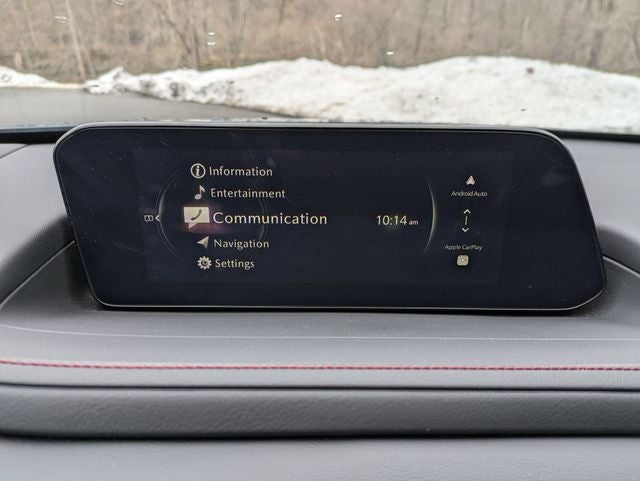 Information
Entertainment
Communication
Navigation
Settings
10:14 am
Android Auto
Apple CarPlay